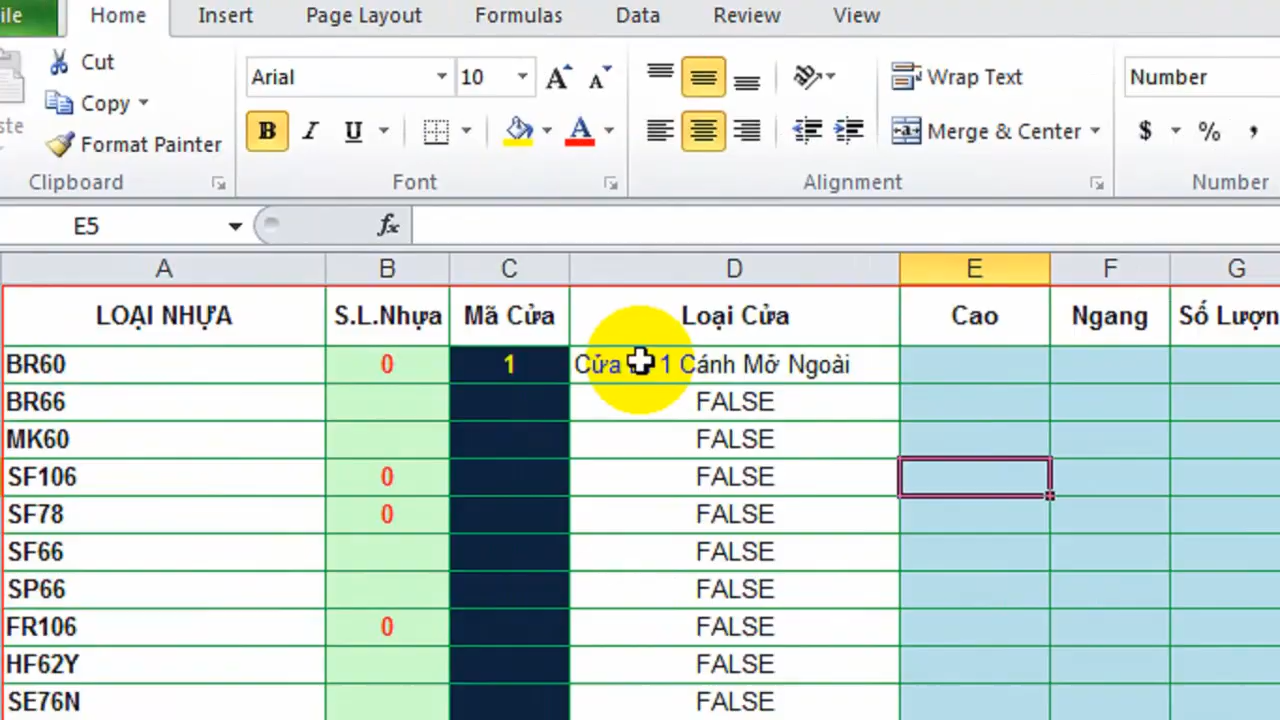 ile Home Insert Page Layout Formulas Data Review View
Cut
Copy
ste
Format Painter
Clipboard
Arial 10
B I U
Font
Wrap Text
Merge & Center
Alignment
Number
$ % ,
Number
E5 fx
A B C D E F G
LOẠI NHỰA S.L.Nhựa Mã Cửa Loại Cửa Cao Ngang Số Lượn
BR60 0 1 Cửa 1 Cánh Mỡ Ngoài
BR66 FALSE
MK60 FALSE
SF106 0 FALSE
SF78 0 FALSE
SF66 FALSE
SP66 FALSE
FR106 0 FALSE
HF62Y FALSE
SE76N FALSE